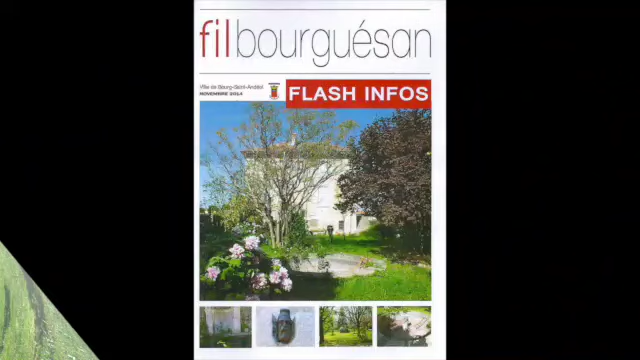 filbourguésan
Ville de Bourg-Saint-Andéol
NOVEMBRE 2014
FLASH INFOS